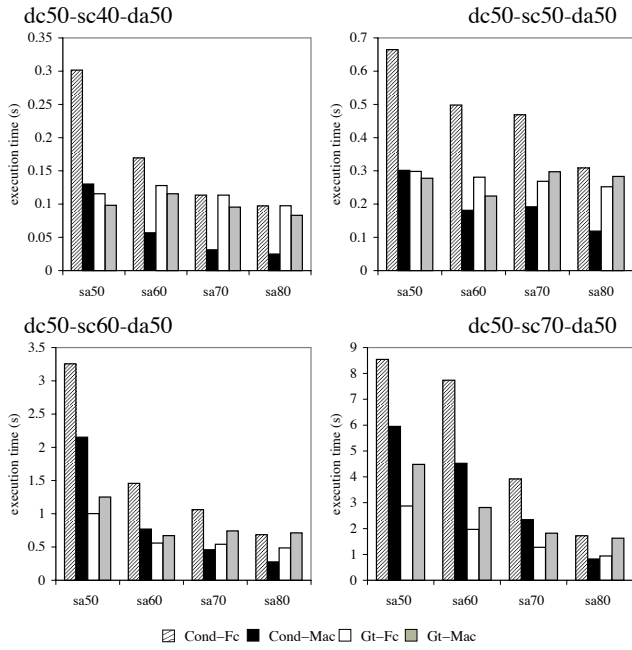 dc50-sc40-da50
execution time (s)
0.35
0.3
0.25
0.2
0.15
0.1
0.05
0
sa50 sa60 sa70 sa80
dc50-sc50-da50
execution time (s)
0.7
0.6
0.5
0.4
0.3
0.2
0.1
0
sa50 sa60 sa70 sa80
dc50-sc60-da50
execution time (s)
3.5
3
2.5
2
1.5
1
0.5
0
sa50 sa60 sa70 sa80
dc50-sc70-da50
execution time (s)
9
8
7
6
5
4
3
2
1
0
sa50 sa60 sa70 sa80
Cond–Fc Cond–Mac Gt–Fc Gt–Mac